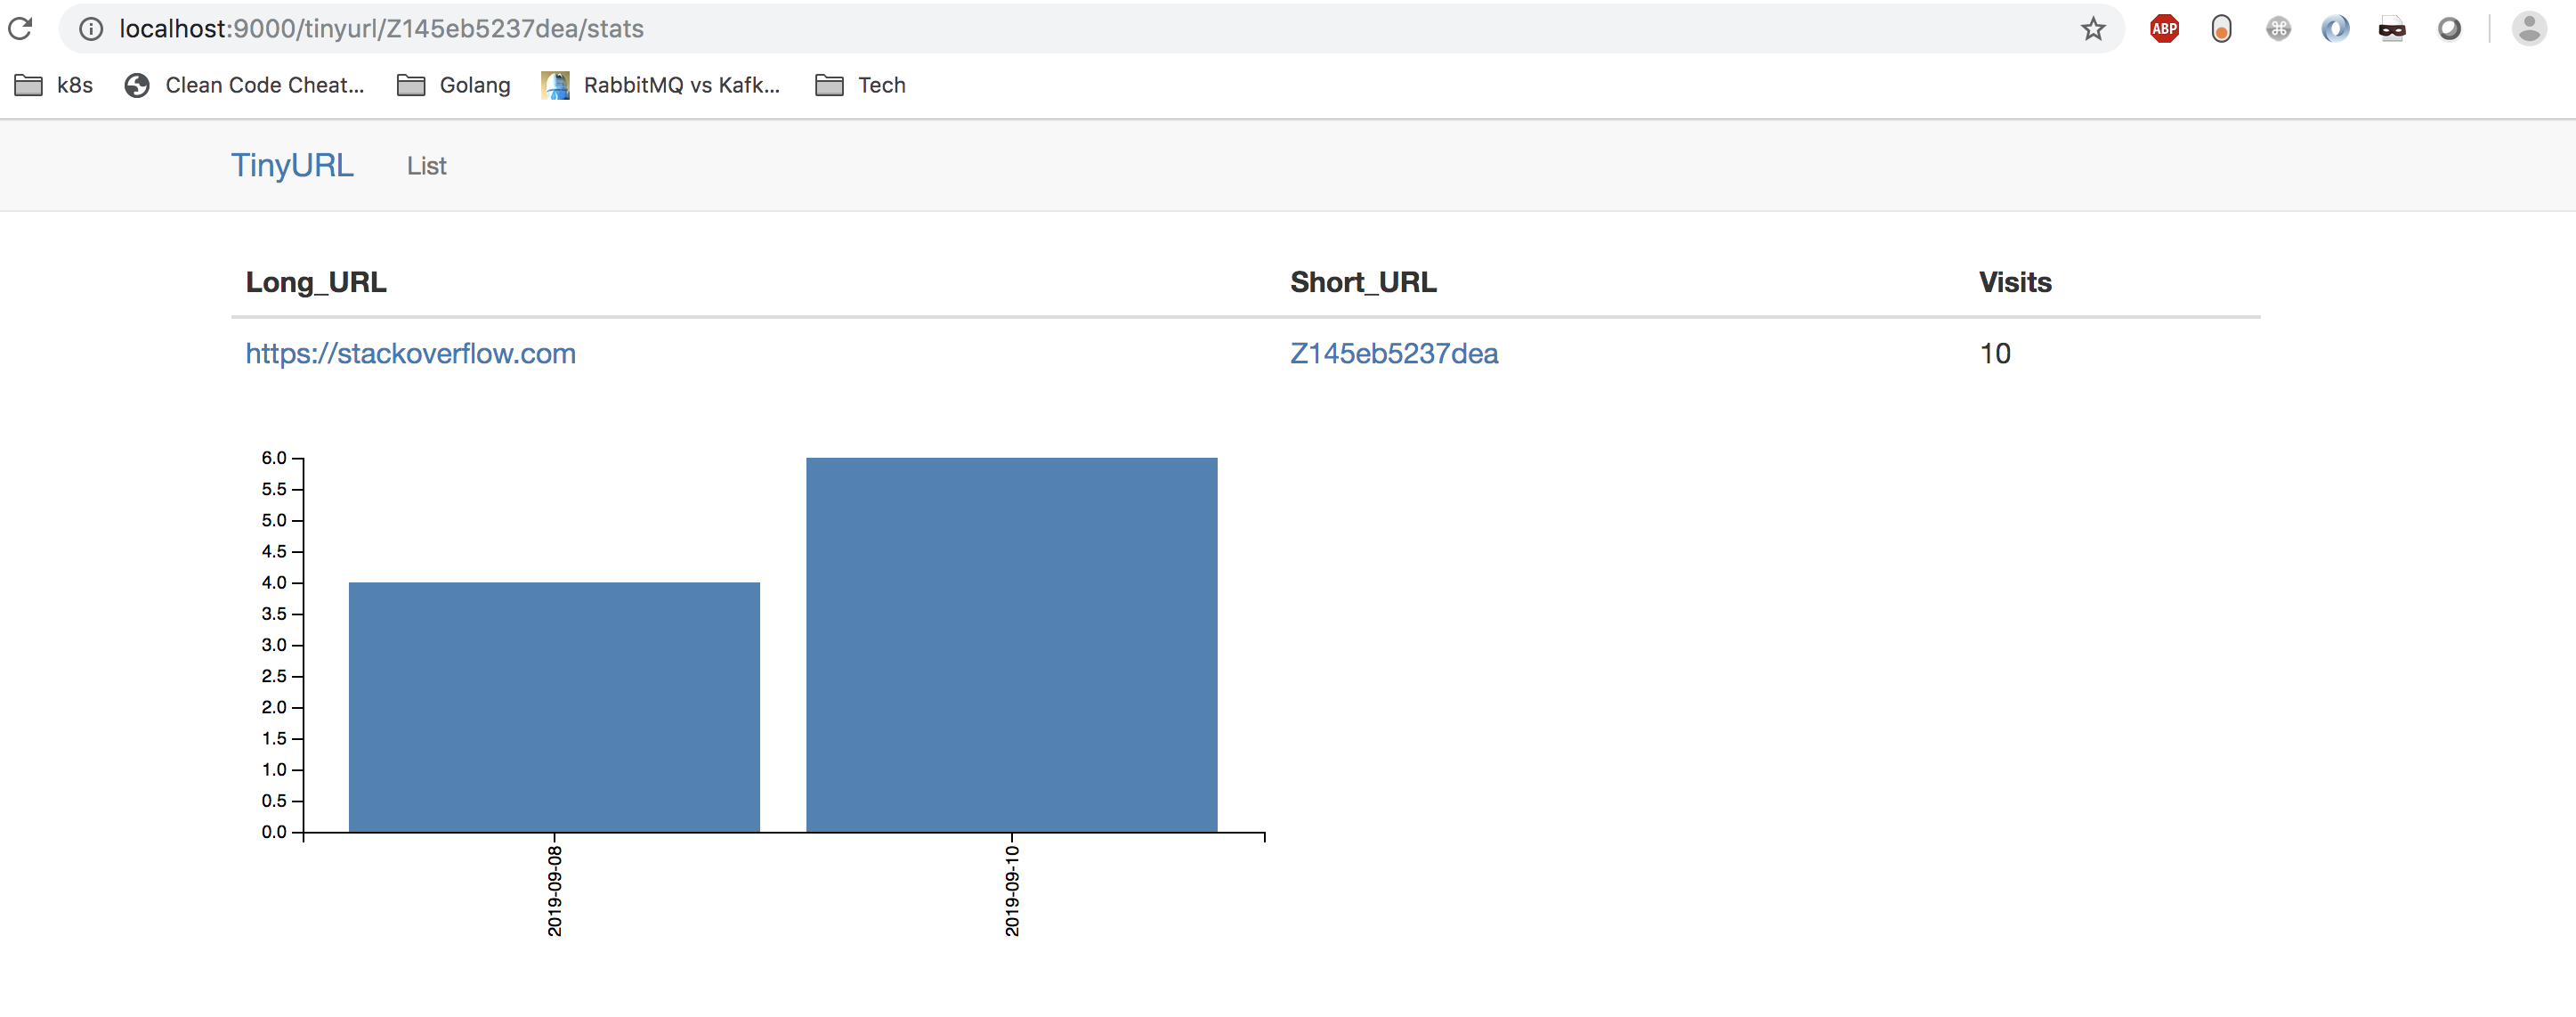 localhost:9000/tinyurl/Z145eb5237dea/stats
ABP
k8s Clean Code Cheat... Golang RabbitMQ vs Kafk... Tech
TinyURL List
Long_URL Short_URL Visits
https://stackoverflow.com Z145eb5237dea 10
6.0
5.5
5.0
4.5
4.0
3.5
3.0
2.5
2.0
1.5
1.0
0.5
0.0
2019-09-08
2019-09-10